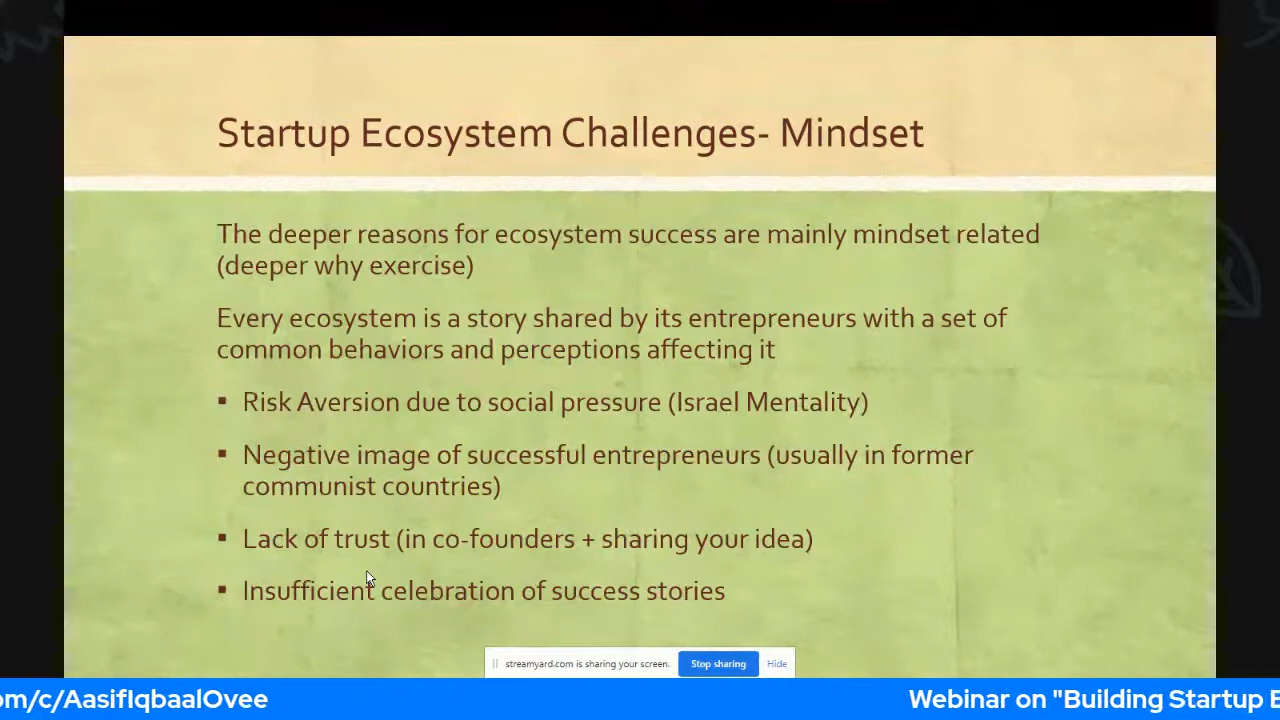 Startup Ecosystem Challenges- Mindset
The deeper reasons for ecosystem success are mainly mindset related
(deeper why exercise)
Every ecosystem is a story shared by its entrepreneurs with a set of
common behaviors and perceptions affecting it
▪ Risk Aversion due to social pressure (Israel Mentality)
▪ Negative image of successful entrepreneurs (usually in former
communist countries)
▪ Lack of trust (in co-founders + sharing your idea)
▪ Insufficient celebration of success stories
streamyard.com is sharing your screen. Stop sharing Hide
om/c/AasifIqbaalOvee Webinar on "Building Startup E